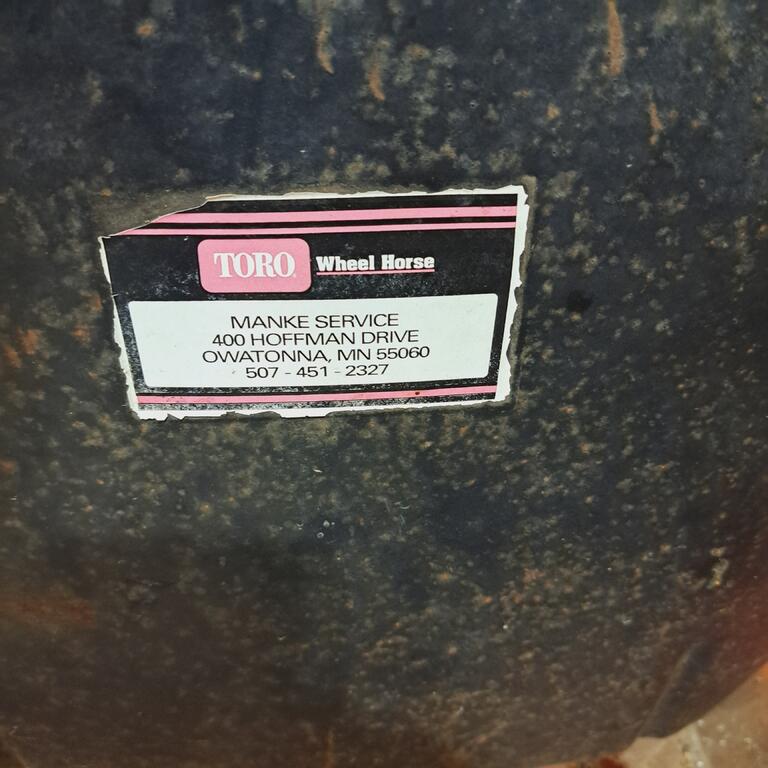 TORO Wheel Horse
MANKE SERVICE
400 HOFFMAN DRIVE
OWATONNA, MN 55060
507 - 451 - 2327